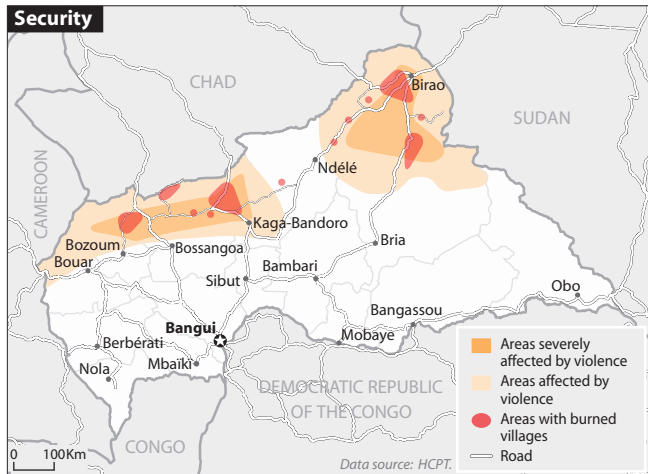 Security
CHAD
SUDAN
CAMEROON
Birao
Ndélé
Kaga-Bandoro
Bozoum
Bossangoa
Bouar
Bria
Sibut
Bambari
Obo
Bangassou
Bangui
Mobaye
Berbérati
Mbaïki
Nola
DEMOCRATIC REPUBLIC
OF THE CONGO
CONGO
Areas severely
affected by violence
Areas affected by
violence
Areas with burned
villages
Road
0 100Km
Data source: HCPT.